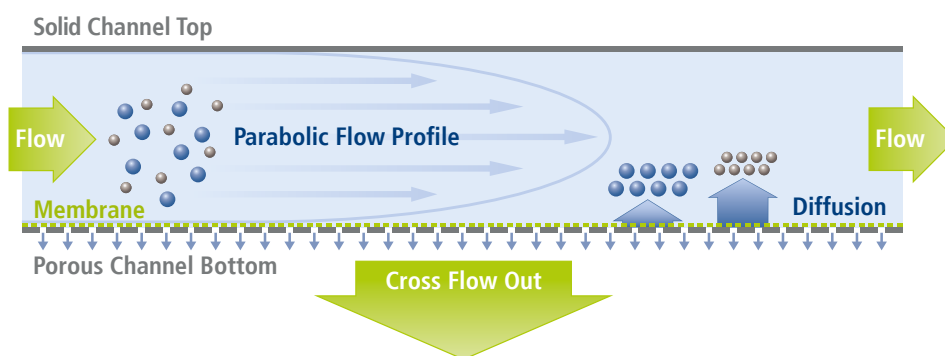 Solid Channel Top
Flow
Parabolic Flow Profile
Flow
Membrane
Diffusion
Porous Channel Bottom
Cross Flow Out